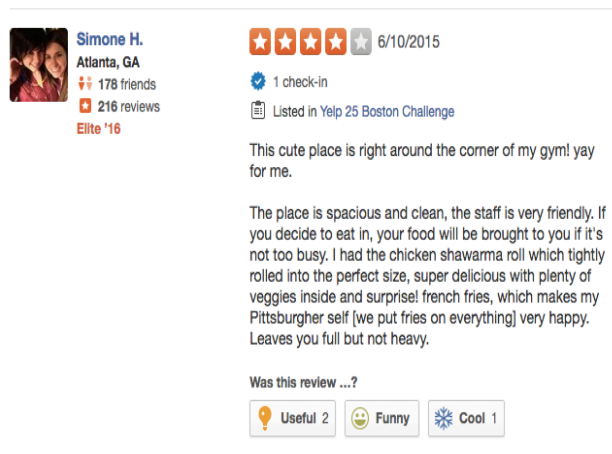 Simone H.
Atlanta, GA
178 friends
216 reviews
Elite '16
6/10/2015
1 check-in
Listed in Yelp 25 Boston Challenge
This cute place is right around the corner of my gym! yay
for me.
The place is spacious and clean, the staff is very friendly. If
you decide to eat in, your food will be brought to you if it's
not too busy. I had the chicken shawarma roll which tightly
rolled into the perfect size, super delicious with plenty of
veggies inside and surprise! french fries, which makes my
Pittsburgher self [we put fries on everything] very happy.
Leaves you full but not heavy.
Was this review ...?
Useful 2 Funny Cool 1